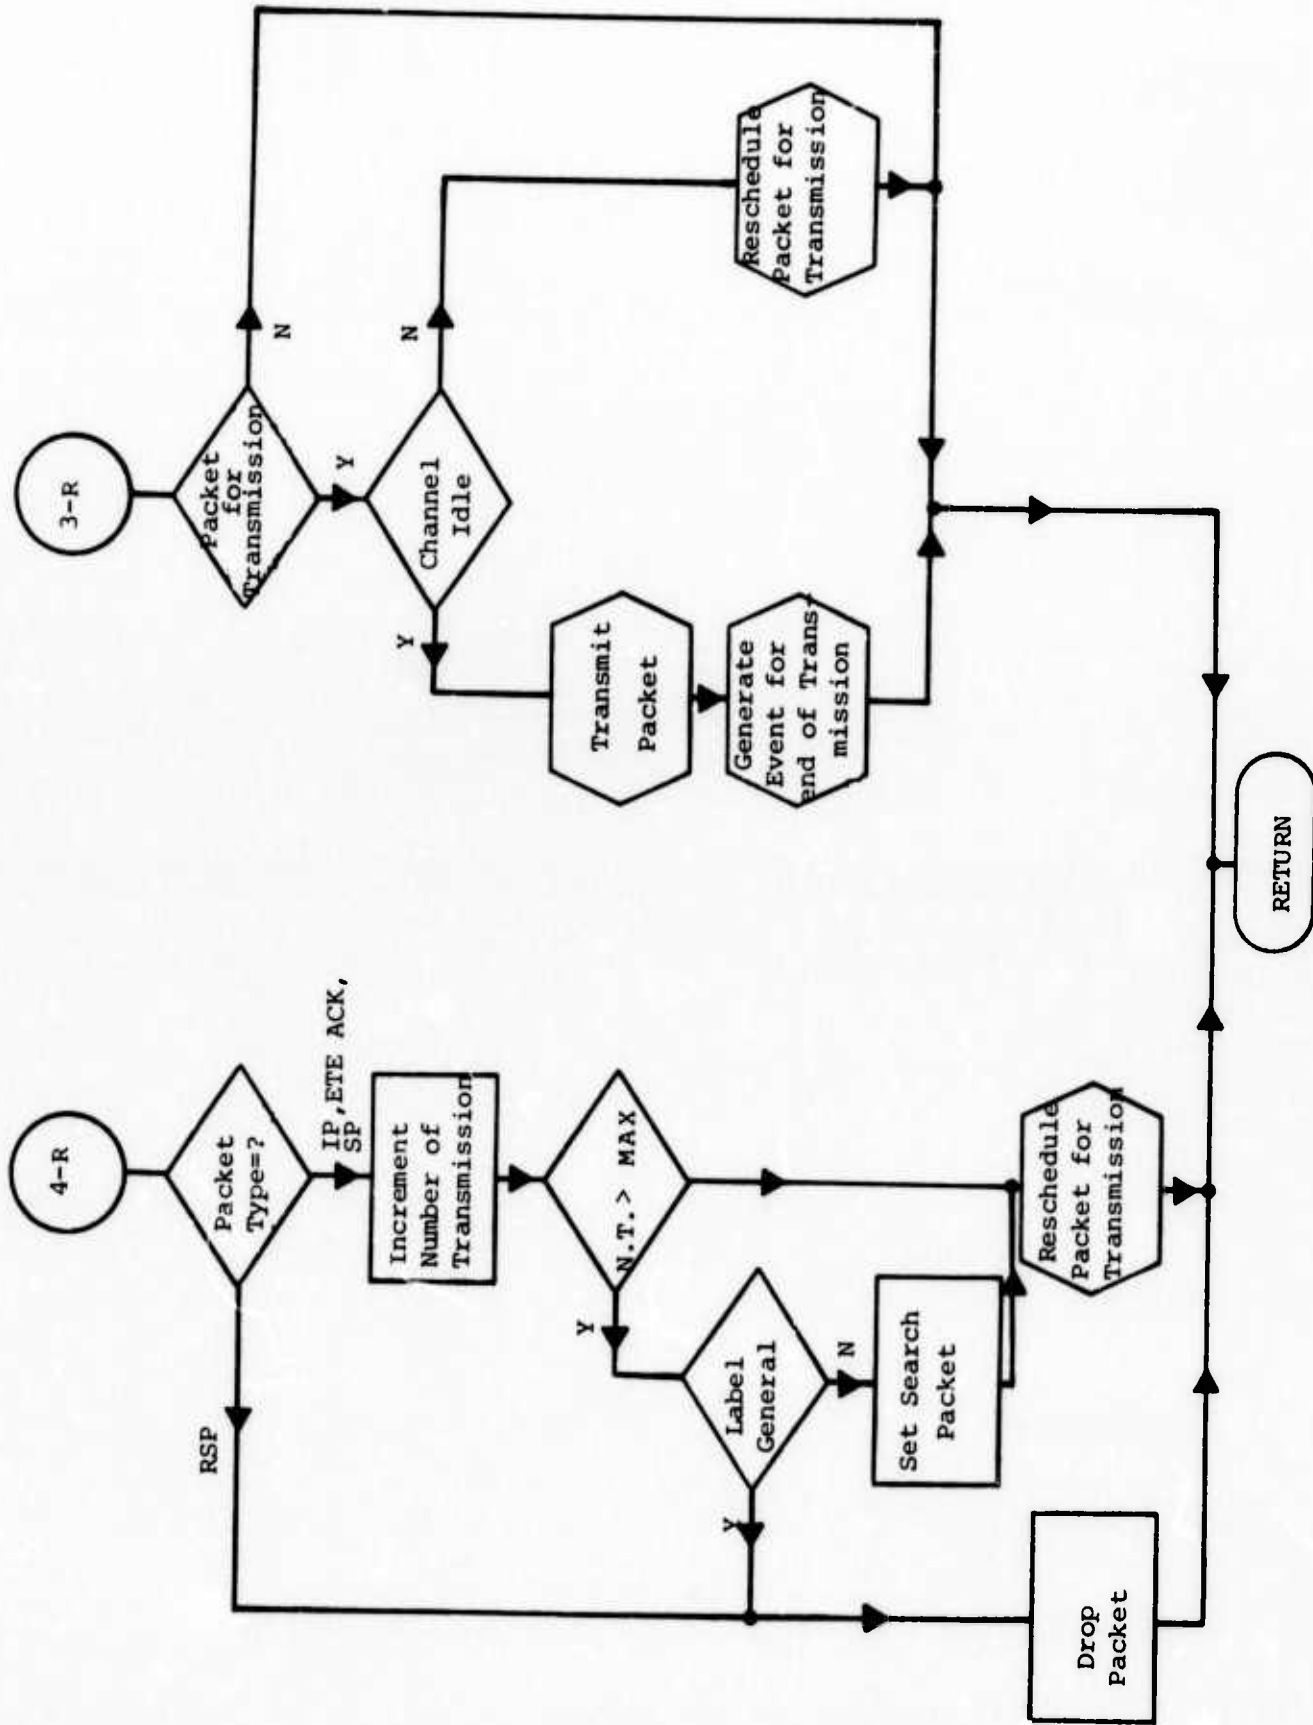 4-R
Packet
Type=?
RSP
IP,ETE ACK,
SP
Increment
Number of
Transmission
N.T.> MAX
Y
Label
General
Y
N
Set Search
Packet
Reschedule
Packet for
Transmission
Drop
Packet
3-R
Packet
for
Transmission
N
Y
Channel
Idle
Y
N
Transmit
Packet
Generate
Event for
end of Trans-
mission
Reschedule
Packet for
Transmission
RETURN